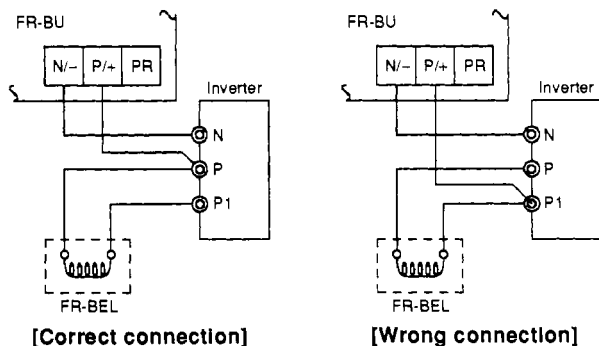 FR-BU
N/- P/+ PR
Inverter
N
P
P1
FR-BEL
[Correct connection]
FR-BU
N/- P/+ PR
Inverter
N
P
P1
FR-BEL
[Wrong connection]